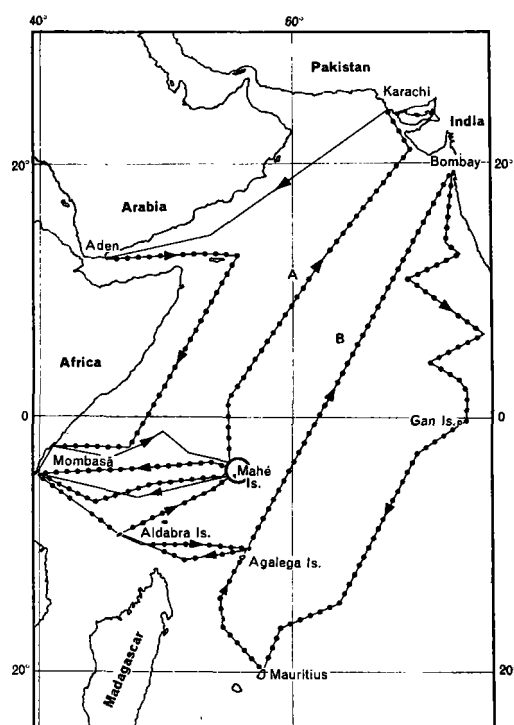 40°
60°
Pakistan
Karachi
India
20°
20°
Bombay
Arabia
Aden
A
B
Africa
0
0
Gan Is.
Mombasa
Mahé
Is.
Aldabra Is.
Agalega Is.
20°
20
Mauritius
Madagascar